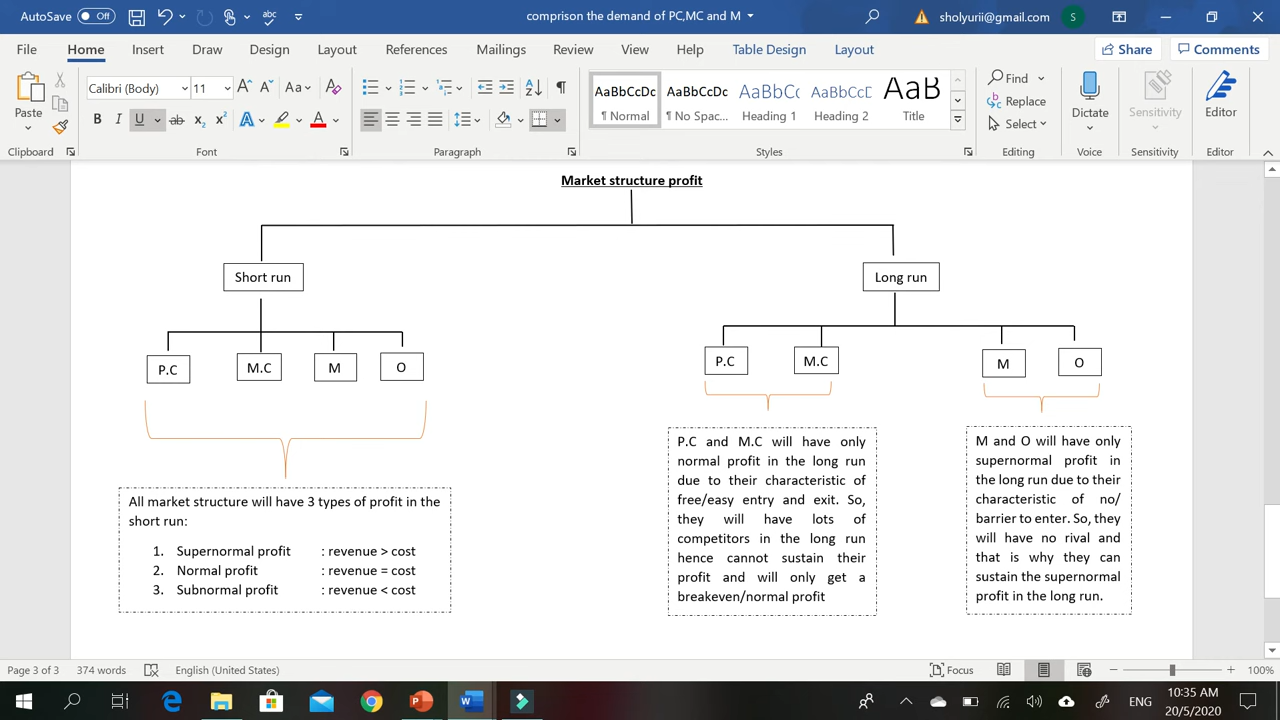 AutoSave Off
comprison the demand of PC,MC and M
sholyurii@gmail.com S
File Home Insert Draw Design Layout References Mailings Review View Help Table Design Layout Share Comments
Paste
Clipboard
Calibri (Body) 11
Font
Paragraph
AaBbCcDc AaBbCcDc AaBbCc AaBbCcD AaB
¶ Normal ¶ No Spac... Heading 1 Heading 2 Title
Styles
Find
Replace
Select
Editing
Dictate
Voice
Sensitivity
Sensitivity
Editor
Editor
Market structure profit
Short run
Long run
P.C M.C M O
P.C M.C M O
All market structure will have 3 types of profit in the
short run:
1. Supernormal profit : revenue > cost
2. Normal profit : revenue = cost
3. Subnormal profit : revenue < cost
P.C and M.C will have only
normal profit in the long run
due to their characteristic of
free/easy entry and exit. So,
they will have lots of
competitors in the long run
hence cannot sustain their
profit and will only get a
breakeven/normal profit
M and O will have only
supernormal profit in
the long run due to their
characteristic of no/
barrier to enter. So, they
will have no rival and
that is why they can
sustain the supernormal
profit in the long run.
Page 3 of 3 374 words English (United States) Focus 100%
ENG
10:35 AM
20/5/2020